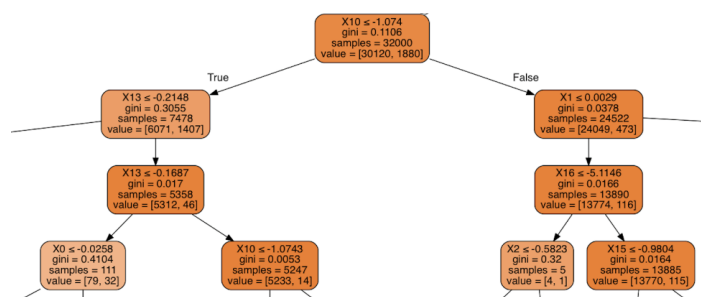 X10 ≤ -1.074
gini = 0.1106
samples = 32000
value = [30120, 1880]
True
False
X13 ≤ -0.2148
gini = 0.3055
samples = 7478
value = [6071, 1407]
X1 ≤ 0.0029
gini = 0.0378
samples = 24522
value = [24049, 473]
X13 ≤ -0.1687
gini = 0.017
samples = 5358
value = [5312, 46]
X16 ≤ -5.1146
gini = 0.0166
samples = 13890
value = [13774, 116]
X0 ≤ -0.0258
gini = 0.4104
samples = 111
value = [79, 32]
X10 ≤ -1.0743
gini = 0.0053
samples = 5247
value = [5233, 14]
X2 ≤ -0.5823
gini = 0.32
samples = 5
value = [4, 1]
X15 ≤ -0.9804
gini = 0.0164
samples = 13885
value = [13770, 115]